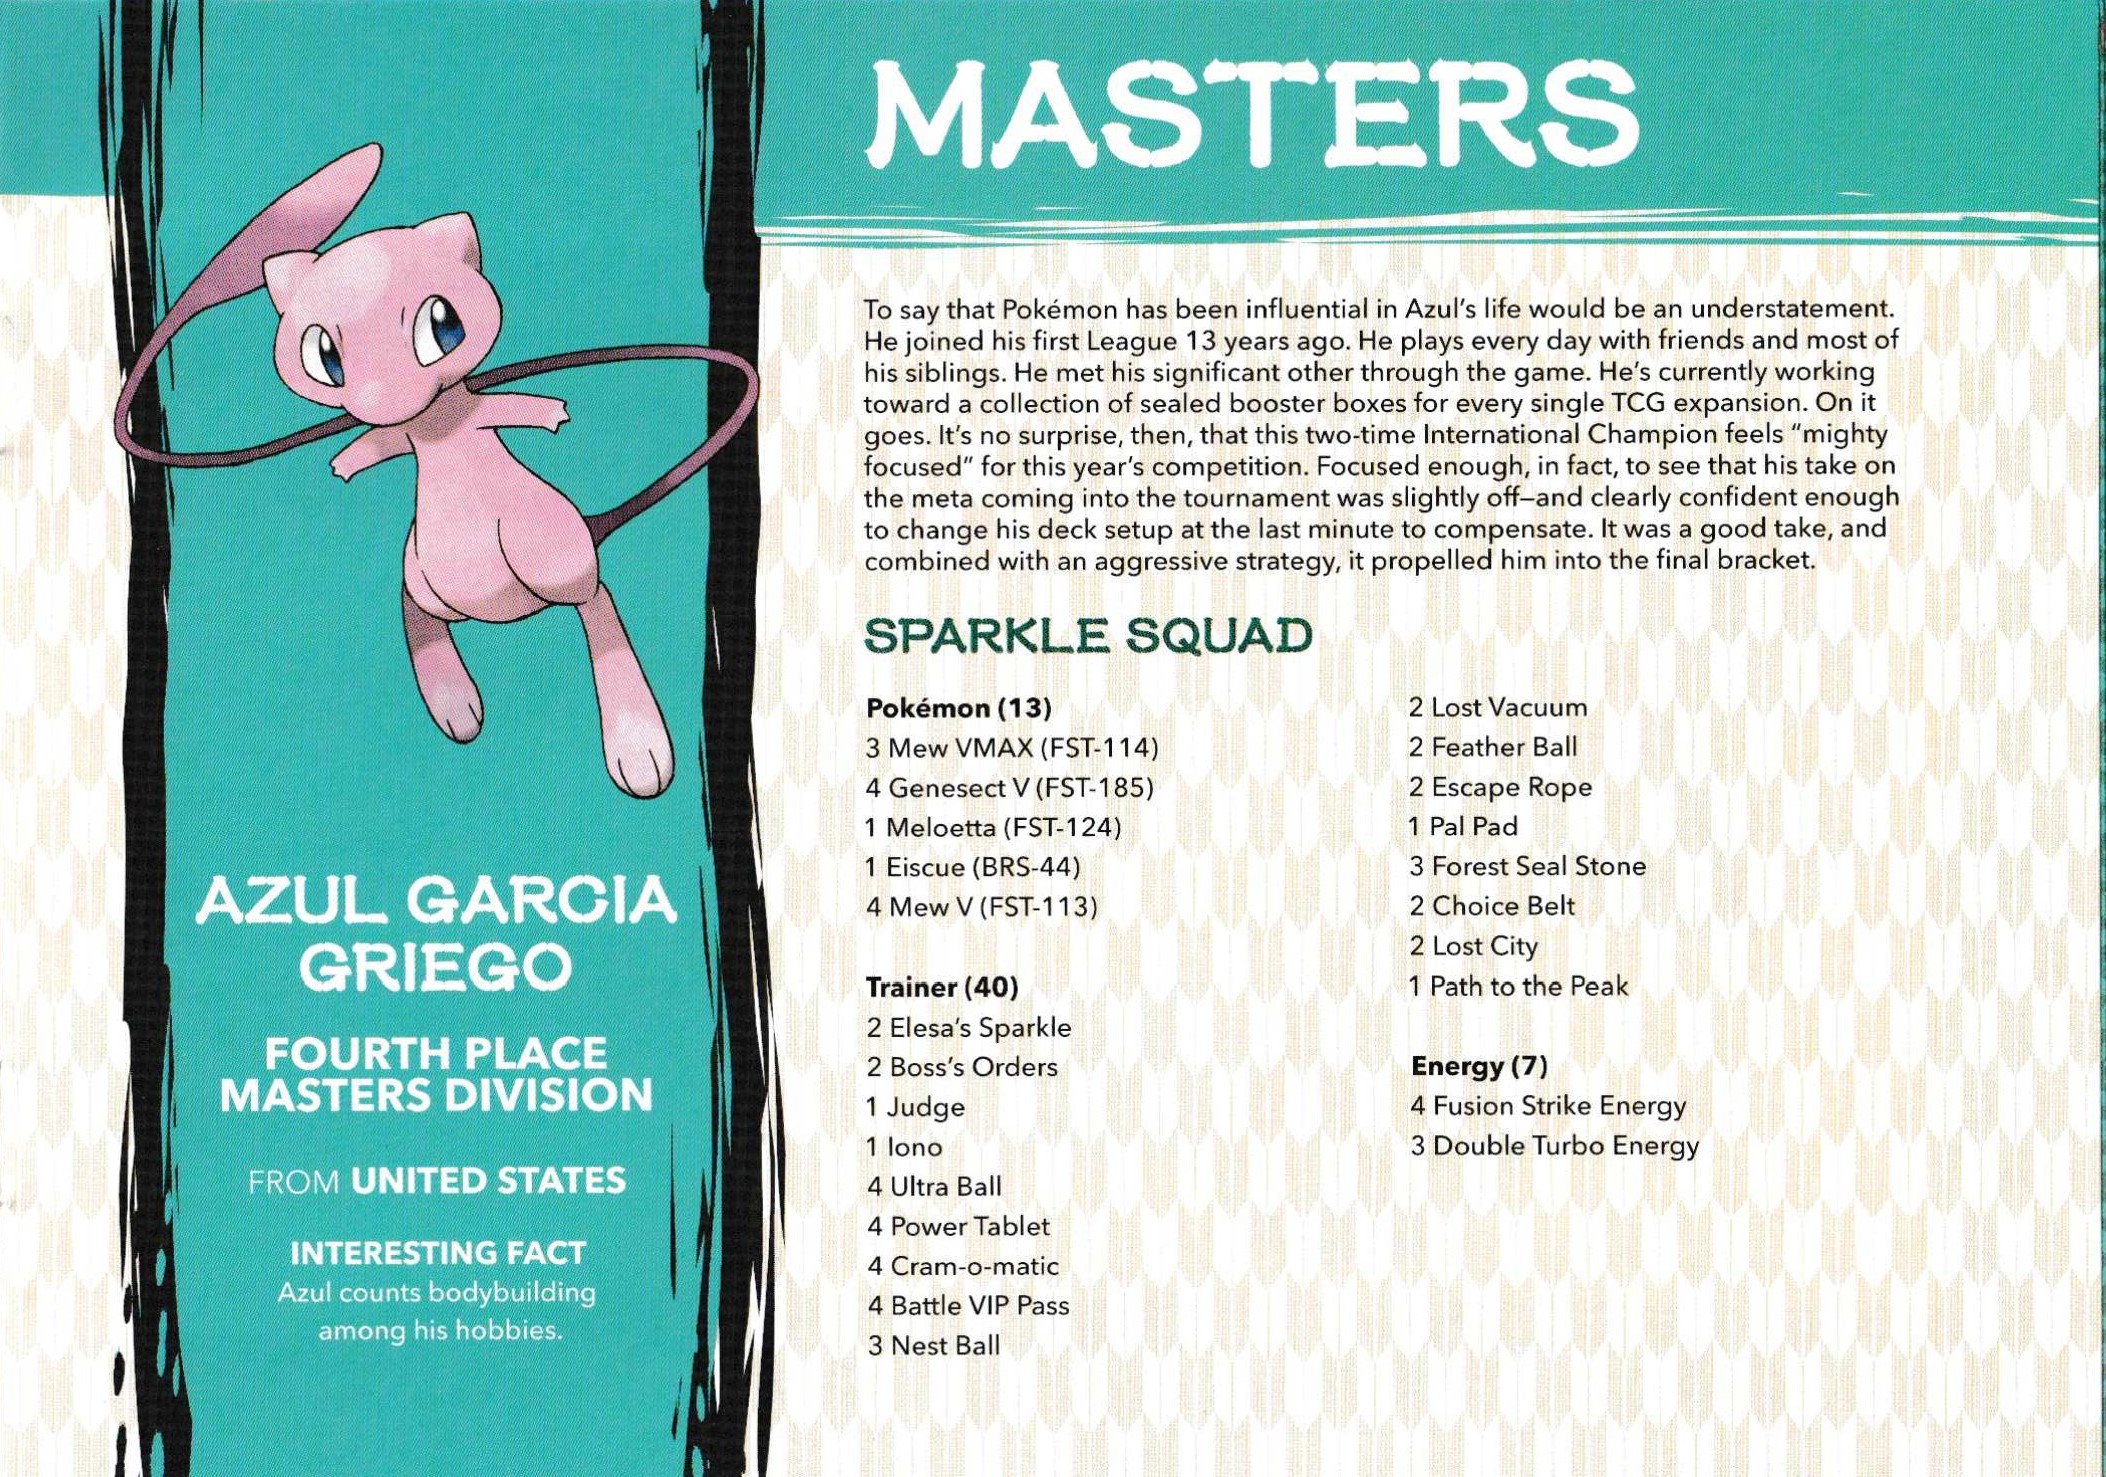 MASTERS
To say that Pokémon has been influential in Azul's life would be an understatement.
He joined his first League 13 years ago. He plays every day with friends and most of
his siblings. He met his significant other through the game. He's currently working
toward a collection of sealed booster boxes for every single TCG expansion. On it
goes. It's no surprise, then, that this two-time International Champion feels "mighty
focused" for this year's competition. Focused enough, in fact, to see that his take on
the meta coming into the tournament was slightly off—and clearly confident enough
to change his deck setup at the last minute to compensate. It was a good take, and
combined with an aggressive strategy, it propelled him into the final bracket.
SPARKLE SQUAD
Pokémon (13)
3 Mew VMAX (FST-114)
4 Genesect V (FST-185)
1 Meloetta (FST-124)
1 Eiscue (BRS-44)
4 Mew V (FST-113)
Trainer (40)
2 Elesa's Sparkle
2 Boss's Orders
1 Judge
1 Iono
4 Ultra Ball
4 Power Tablet
4 Cram-o-matic
4 Battle VIP Pass
3 Nest Ball
2 Lost Vacuum
2 Feather Ball
2 Escape Rope
1 Pal Pad
3 Forest Seal Stone
2 Choice Belt
2 Lost City
1 Path to the Peak
Energy (7)
4 Fusion Strike Energy
3 Double Turbo Energy
AZUL GARCIA
GRIEGO
FOURTH PLACE
MASTERS DIVISION
FROM UNITED STATES
INTERESTING FACT
Azul counts bodybuilding
among his hobbies.